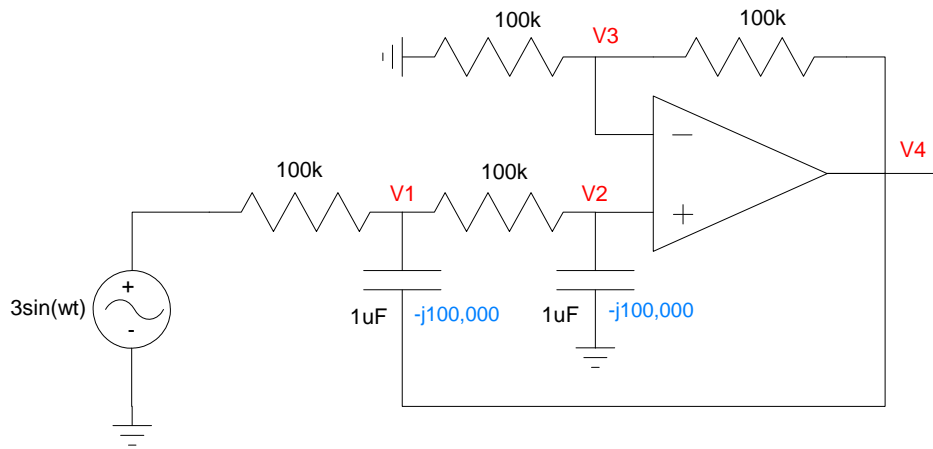 100k
100k
V3
V4
100k
100k
V1
V2
−
+
+
3sin(wt)
-
1uF
-j100,000
1uF
-j100,000